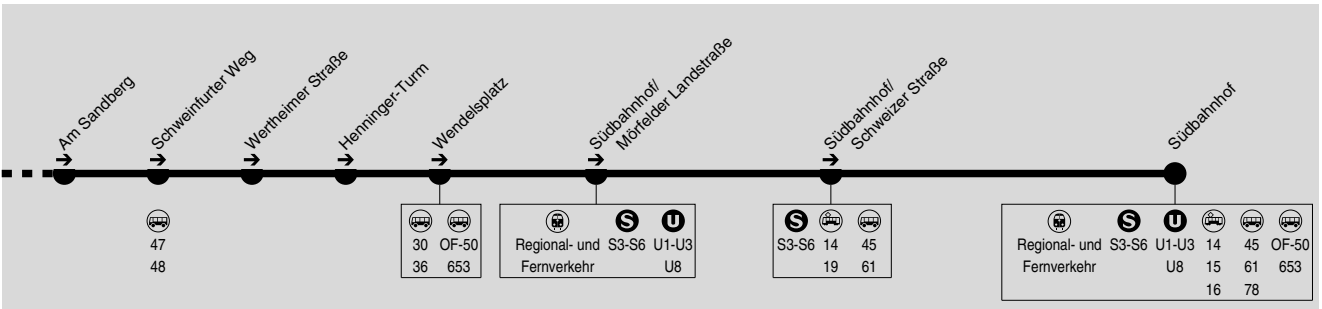 Am Sandberg
Schweinfurter Weg
Wertheimer Straße
Henninger-Turm
Wendelsplatz
Südbahnhof/
Mörfelder Landstraße
Südbahnhof/
Schweizer Straße
Südbahnhof
47
48
30 OF-50
36 653
S U
Regional- und S3-S6 U1-U3
Fernverkehr U8
S
S3-S6 14 45
19 61
S U
Regional- und S3-S6 U1-U3 14 45 OF-50
Fernverkehr U8 15 61 653
16 78